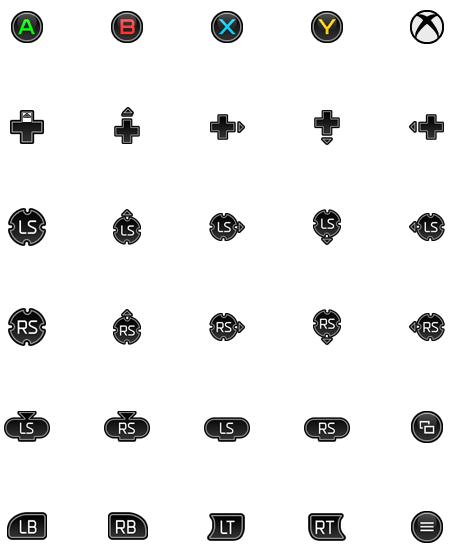 A B X Y
LS LS LS LS LS
RS RS RS RS RS
LS RS LS RS
LB RB LT RT